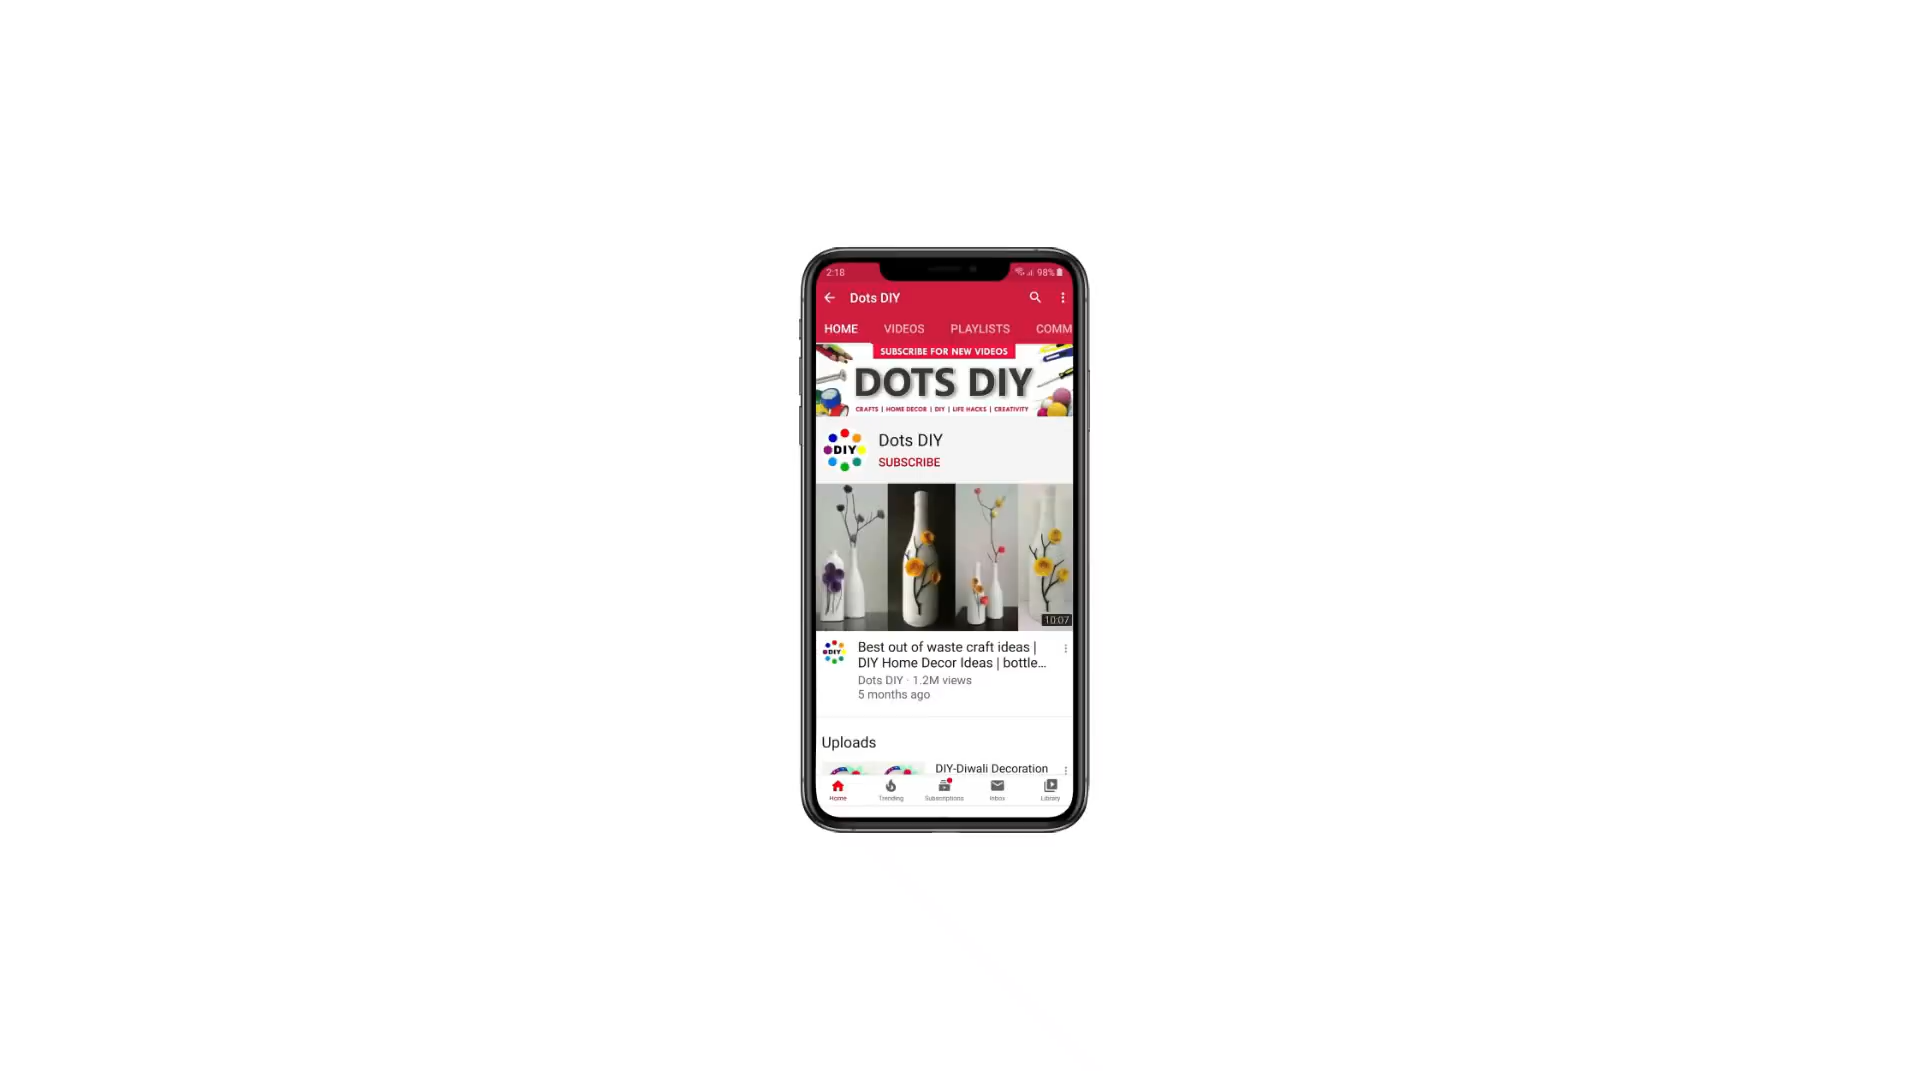 2:18
98%
Dots DIY
HOME VIDEOS PLAYLISTS COMM
SUBSCRIBE FOR NEW VIDEOS
DOTS DIY
CRAFTS | HOME DECOR | DIY | LIFE HACKS | CREATIVITY
DIY
Dots DIY
SUBSCRIBE
10:07
DIY
Best out of waste craft ideas |
DIY Home Decor Ideas | bottle...
Dots DIY · 1.2M views
5 months ago
Uploads
DIY-Diwali Decoration
Home Trending Subscriptions Inbox Library